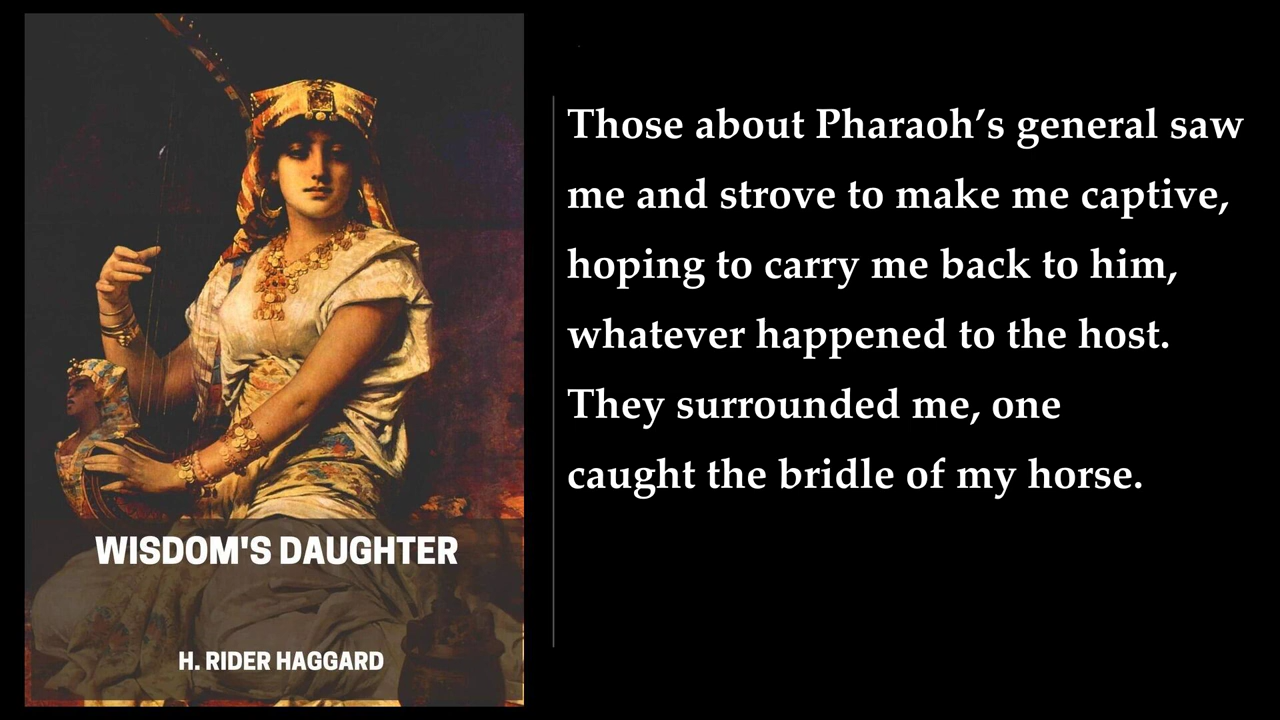 WISDOM'S DAUGHTER
H. RIDER HAGGARD
Those about Pharaoh’s general saw
me and strove to make me captive,
hoping to carry me back to him,
whatever happened to the host.
They surrounded me, one
caught the bridle of my horse.